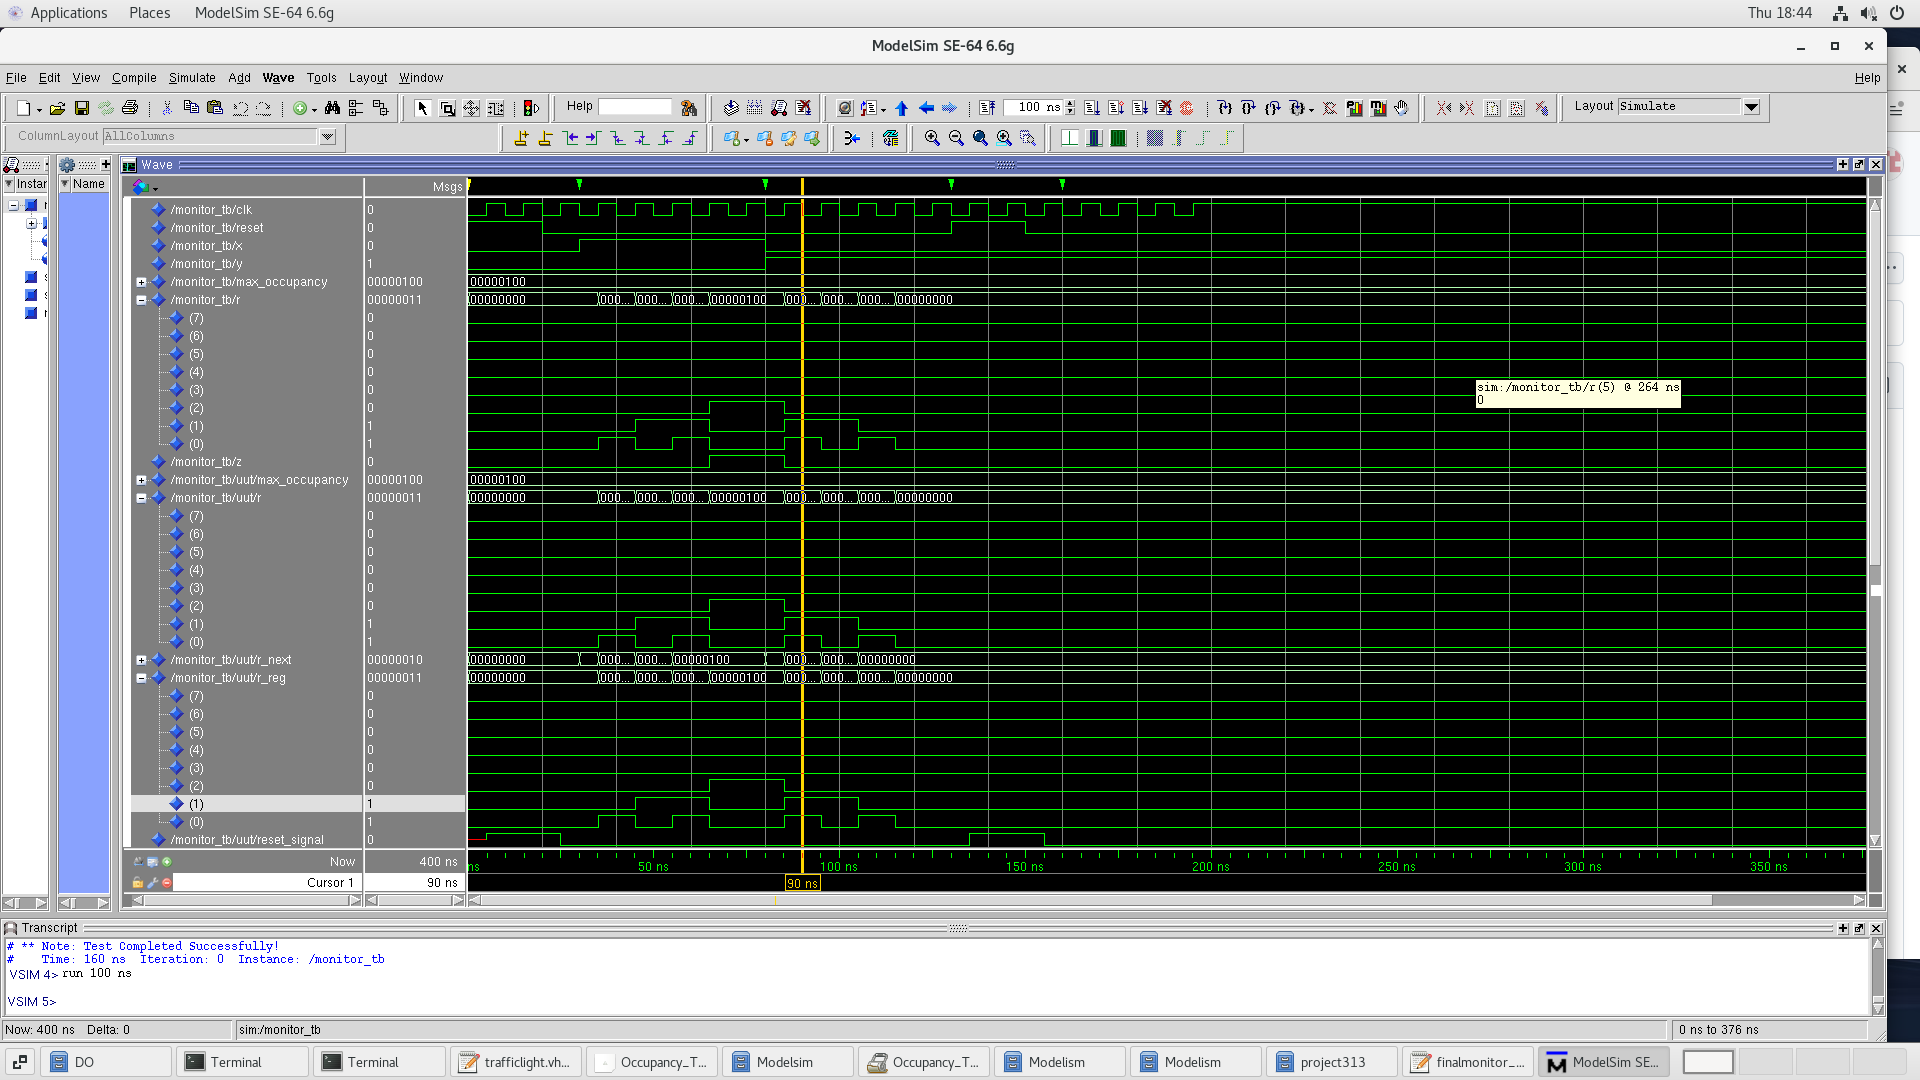 Applications Places ModelSim SE-64 6.6g Thu 18:44
ModelSim SE-64 6.6g
File Edit View Compile Simulate Add Wave Tools Layout Window Help
Help 100 ns Layout Simulate
ColumnLayout AllColumns
Wave
Instar Name Msgs
/monitor_tb/clk 0
/monitor_tb/reset 0
/monitor_tb/x 0
/monitor_tb/y 1
/monitor_tb/max_occupancy 00000100 00000100
/monitor_tb/r 00000011 00000000 000... 000... 000... 00000100 000... 000... 000... 00000000
(7) 0
(6) 0
(5) 0
(4) 0
(3) 0
sim:/monitor_tb/r(5) @ 264 ns
0
(2) 0
(1) 1
(0) 1
/monitor_tb/z 0
/monitor_tb/uut/max_occupancy 00000100 00000100
/monitor_tb/uut/r 00000011 00000000 000... 000... 000... 00000100 000... 000... 000... 00000000
(7) 0
(6) 0
(5) 0
(4) 0
(3) 0
(2) 0
(1) 1
(0) 1
/monitor_tb/uut/r_next 00000010 00000000 000... 000... 00000100 000... 000... 00000000
/monitor_tb/uut/r_reg 00000011 00000000 000... 000... 000... 00000100 000... 000... 000... 00000000
(7) 0
(6) 0
(5) 0
(4) 0
(3) 0
(2) 0
(1) 1
(0) 1
/monitor_tb/uut/reset_signal 0
Now 400 ns ns 50 ns 100 ns 150 ns 200 ns 250 ns 300 ns 350 ns
Cursor 1 90 ns 90 ns
Transcript
# ** Note: Test Completed Successfully!
# Time: 160 ns Iteration: 0 Instance: /monitor_tb
VSIM 4> run 100 ns
VSIM 5>
Now: 400 ns Delta: 0 sim:/monitor_tb 0 ns to 376 ns
DO Terminal Terminal trafficlight.vh... Occupancy_T... Modelsim Occupancy_T... Modelism Modelism project313 finalmonitor_... ModelSim SE...